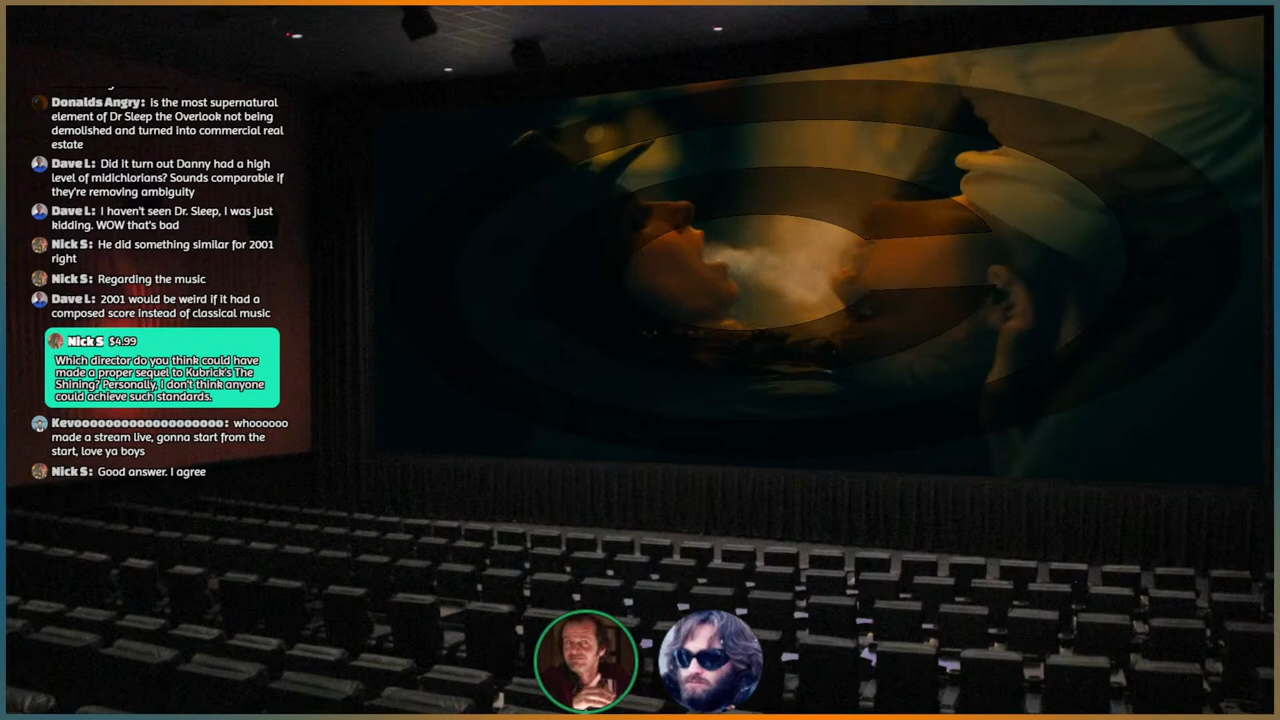 Donalds Angry: is the most supernatural
element of Dr Sleep the Overlook not being
demolished and turned into commercial real
estate
Dave L: Did it turn out Danny had a high
level of midichlorians? Sounds comparable if
they're removing ambiguity
Dave L: I haven't seen Dr. Sleep, I was just
kidding. WOW that's bad
Nick S: He did something similar for 2001
right
Nick S: Regarding the music
Dave L: 2001 would be weird if it had a
composed score instead of classical music
Nick S $4.99
Which director do you think could have
made a proper sequel to Kubrick's The
Shining? Personally, I don't think anyone
could achieve such standards.
Kevooooooooooooooooooo: whoooooo
made a stream live, gonna start from the
start, love ya boys
Nick S: Good answer. I agree